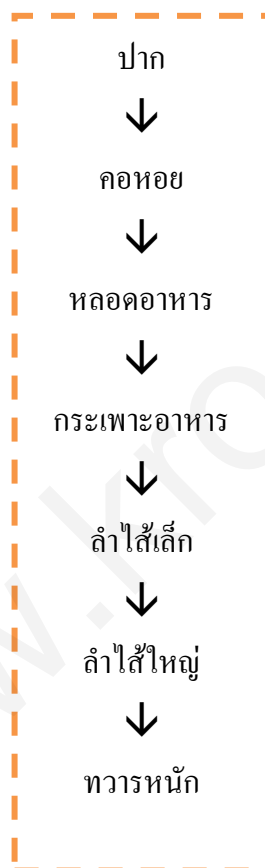 ปาก
↓
คอหอย
↓
หลอดอาหาร
↓
กระเพาะอาหาร
↓
ลำไส้เล็ก
↓
ลำไส้ใหญ่
↓
ทวารหนัก
w.kro